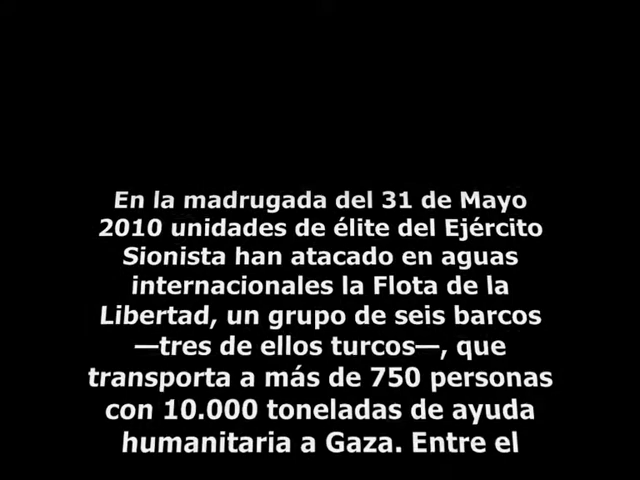 En la madrugada del 31 de Mayo
2010 unidades de élite del Ejército
Sionista han atacado en aguas
internacionales la Flota de la
Libertad, un grupo de seis barcos
—tres de ellos turcos—, que
transporta a más de 750 personas
con 10.000 toneladas de ayuda
humanitaria a Gaza. Entre el